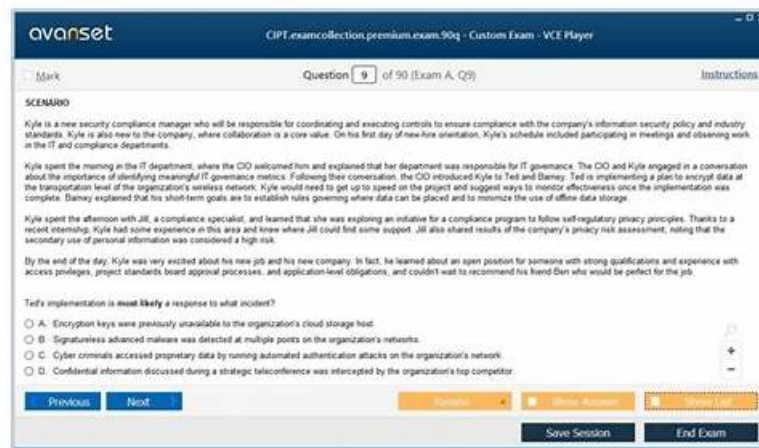 avanset
CIPT.examcollection.premium.exam.90q - Custom Exam - VCE Player
Mark
Question 9 of 90 (Exam A, Q9)
Instructions
SCENARIO
Kyle is a new security compliance manager who will be responsible for coordinating and executing controls to ensure compliance with the company's information security policy and industry
standards. Kyle is also new to the company, where collaboration is a core value. On his first day of new-hire orientation, Kyle's schedule included participating in meetings and observing work
in the IT and compliance departments.
Kyle spent the morning in the IT department, where the CIO welcomed him and explained that her department was responsible for IT governance. The CIO and Kyle engaged in a conversation
about the importance of identifying meaningful IT governance metrics. Following their conversation, the CIO introduced Kyle to Ted and Barney. Ted is implementing a plan to encrypt data at
the transportation level of the organization's wireless network. Kyle would need to get up to speed on the project and suggest ways to monitor effectiveness once the implementation was
complete. Barney explained that his short-term goals are to establish rules governing where data can be placed and to minimize the use of offline data storage.
Kyle spent the afternoon with Jill, a compliance specialist, and learned that she was exploring an initiative for a compliance program to follow self-regulatory privacy principles. Thanks to a
recent internship, Kyle had some experience in this area and knew where Jill could find some support. Jill also shared results of the company's privacy risk assessment, noting that the
secondary use of personal information was considered a high risk.
By the end of the day, Kyle was very excited about his new job and his new company. In fact, he learned about an open position for someone with strong qualifications and experience with
access privileges, project standards board approval processes, and application-level obligations, and couldn't wait to recommend his friend Ben who would be perfect for the job.
Ted's implementation is most likely a response to what incident?
A. Encryption keys were previously unavailable to the organization's cloud storage host.
B. Signatureless advanced malware was detected at multiple points on the organization's networks.
C. Cyber criminals accessed proprietary data by running automated authentication attacks on the organization's network.
D. Confidential information discussed during a strategic teleconference was intercepted by the organization's top competitor.
Previous
Next
Review
Show Answer
Show List
Save Session
End Exam